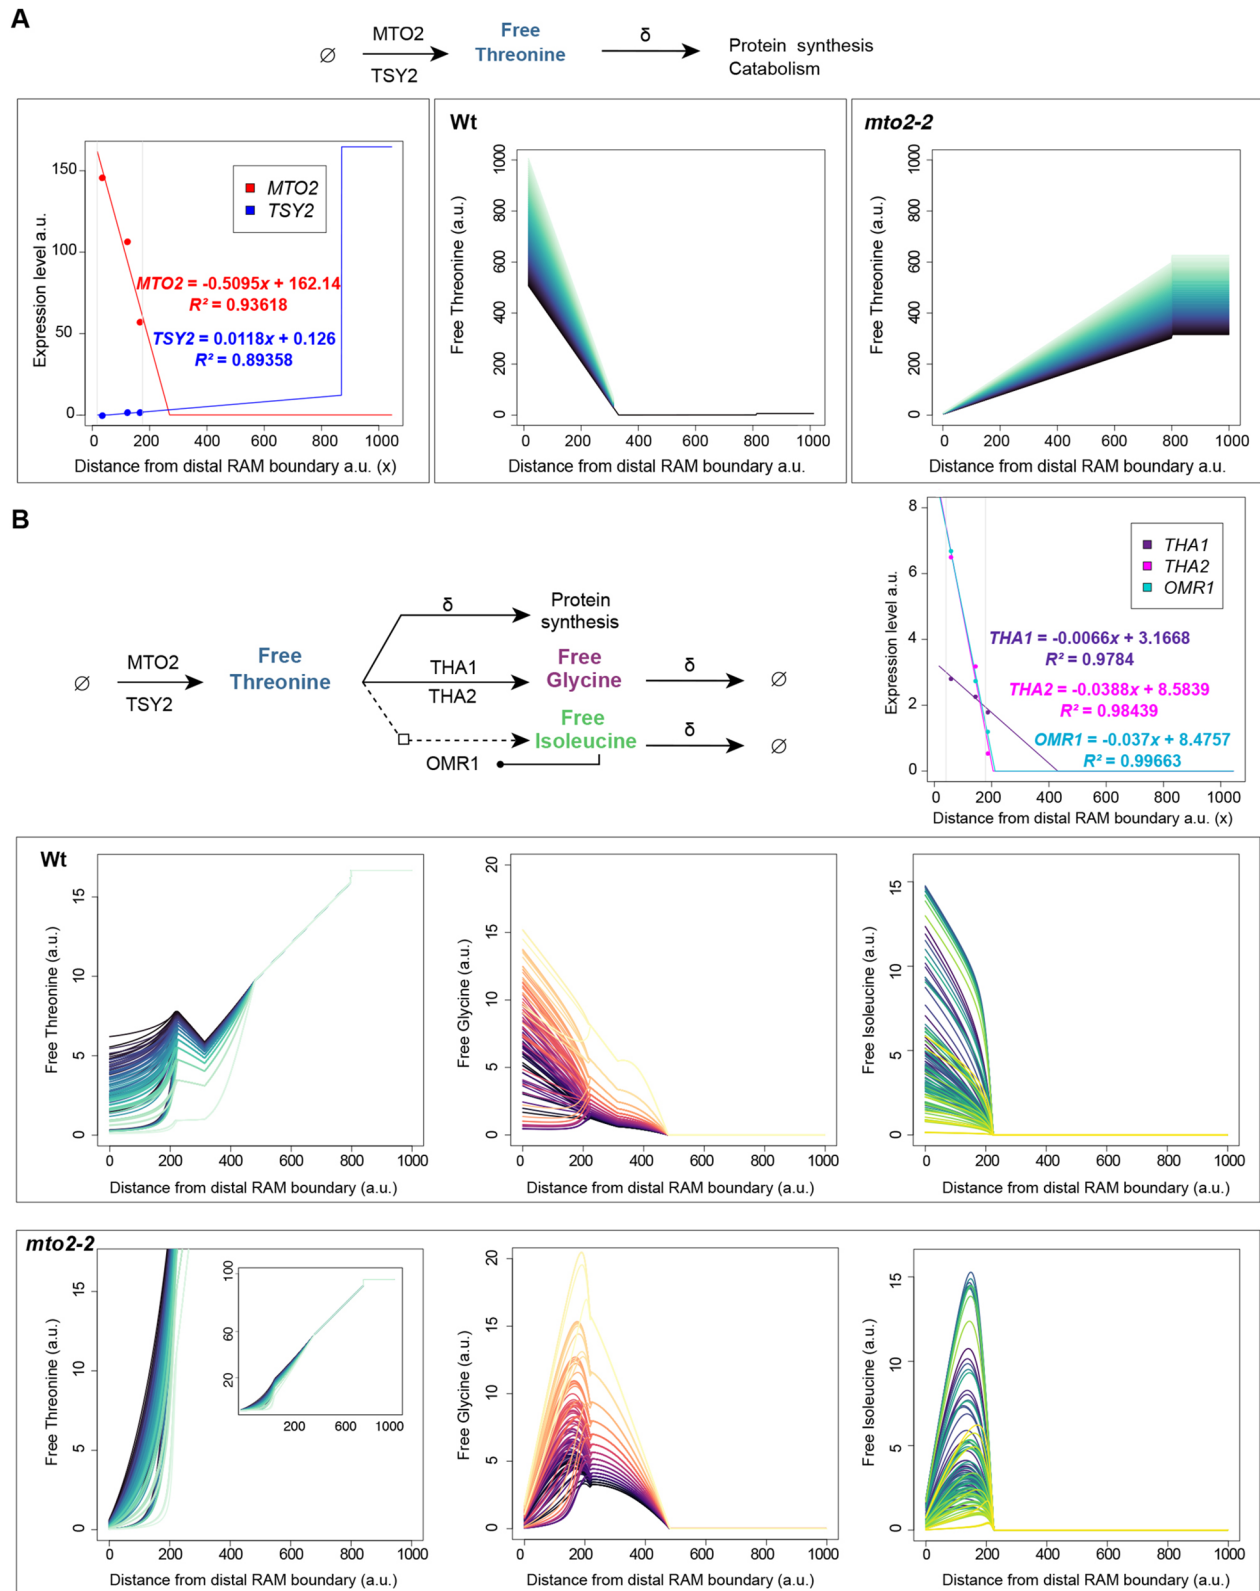 A
∅
MTO2
TSY2
Free
Threonine
δ
Protein synthesis
Catabolism
Expression level a.u.
150
100
50
0
MTO2
TSY2
MTO2 = -0.5095x + 162.14
R² = 0.93618
TSY2 = 0.0118x + 0.126
R² = 0.89358
0 200 400 600 800 1000
Distance from distal RAM boundary a.u. (x)
Wt
Free Threonine (a.u.)
1000
800
600
400
200
0
0 200 400 600 800 1000
Distance from distal RAM boundary a.u.
mto2-2
Free Threonine (a.u.)
1000
800
600
400
200
0
0 200 400 600 800 1000
Distance from distal RAM boundary a.u.
B
∅
MTO2
TSY2
Free
Threonine
δ
Protein
synthesis
THA1
THA2
Free
Glycine
δ
∅
OMR1
Free
Isoleucine
δ
∅
Expression level a.u.
8
6
4
2
0
THA1
THA2
OMR1
THA1 = -0.0066x + 3.1668
R² = 0.9784
THA2 = -0.0388x + 8.5839
R² = 0.98439
OMR1 = -0.037x + 8.4757
R² = 0.99663
0 200 400 600 800 1000
Distance from distal RAM boundary a.u. (x)
Wt
Free Threonine (a.u.)
15
10
5
0
0 200 400 600 800 1000
Distance from distal RAM boundary (a.u.)
Free Glycine (a.u.)
20
15
10
5
0
0 200 400 600 800 1000
Distance from distal RAM boundary (a.u.)
Free Isoleucine (a.u.)
15
10
5
0
0 200 400 600 800 1000
Distance from distal RAM boundary (a.u.)
mto2-2
Free Threonine (a.u.)
15
10
5
0
100
60
20
200 600 1000
0 200 400 600 800 1000
Distance from distal RAM boundary (a.u.)
Free Glycine (a.u.)
20
15
10
5
0
0 200 400 600 800 1000
Distance from distal RAM boundary (a.u.)
Free Isoleucine (a.u.)
15
10
5
0
0 200 400 600 800 1000
Distance from distal RAM boundary (a.u.)